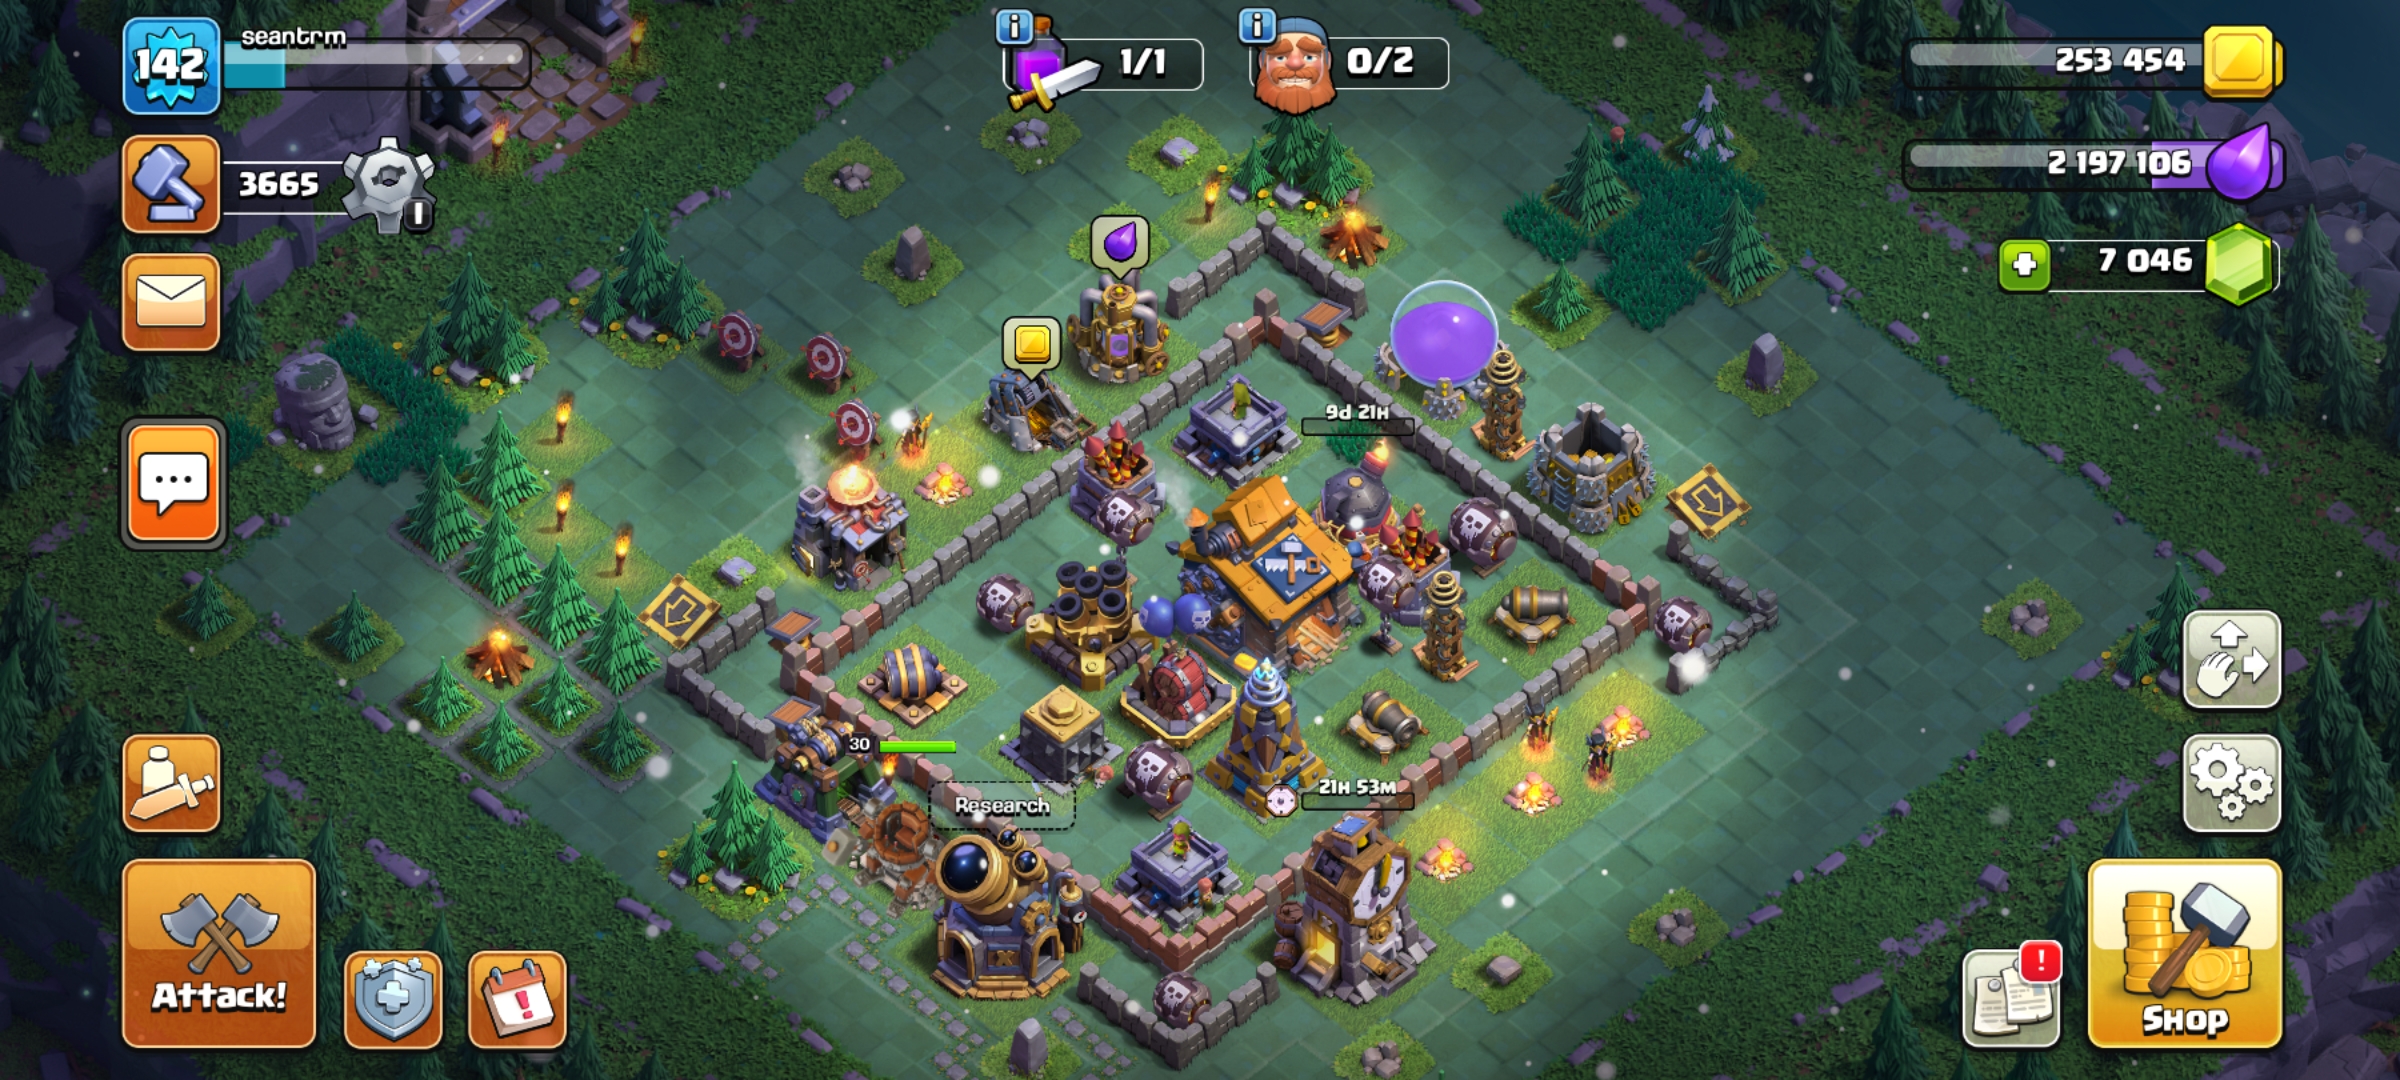 142
seantrm
1/1
0/2
253 454
3665
I
2 197 106
7 046
9d 21H
30
21H 53M
Research
Attack!
!
!
Shop